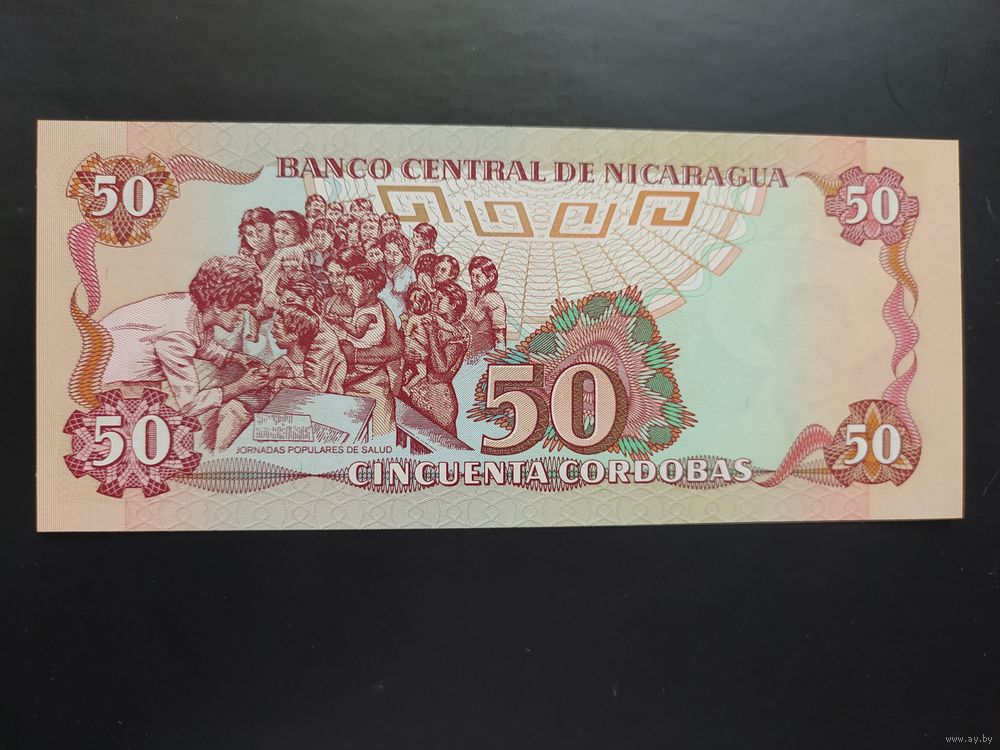 BANCO CENTRAL DE NICARAGUA
50
50
50
JORNADAS POPULARES DE SALUD
50
50
CINCUENTA CORDOBAS
www.ay.by